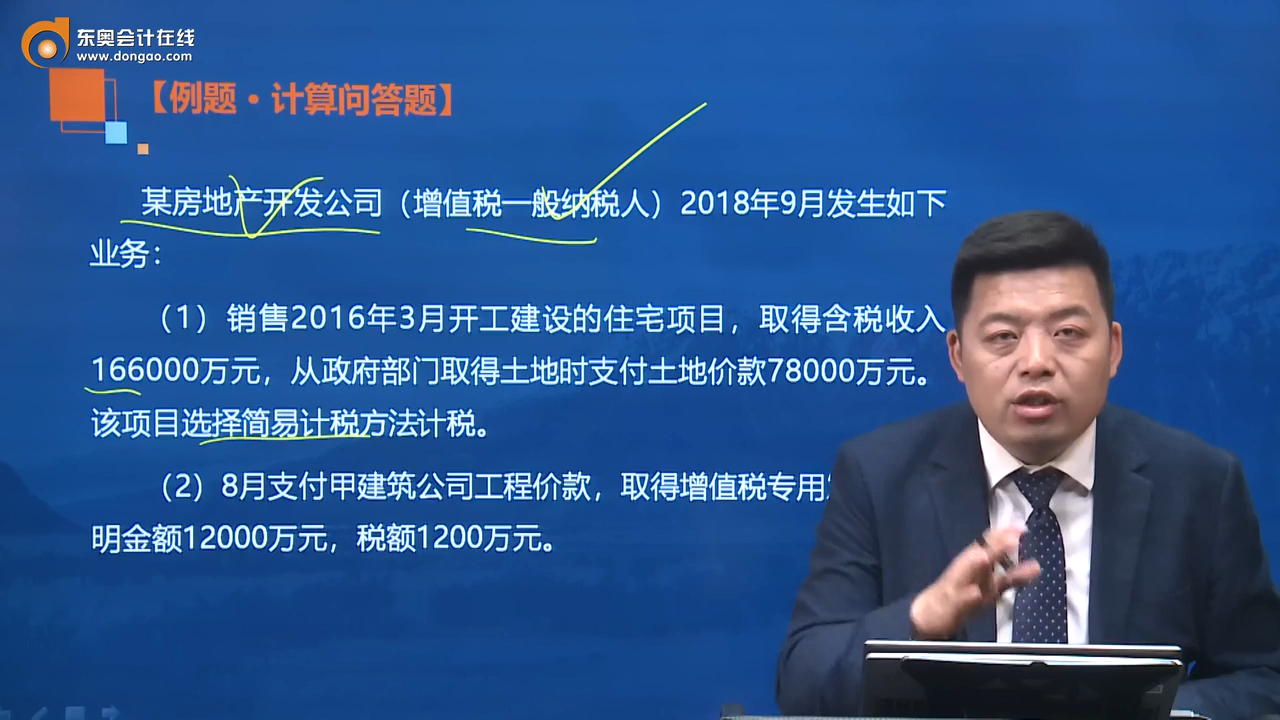 东奥会计在线
www.dongao.com
【例题·计算问答题】
某房地产开发公司（增值税一般纳税人）2018年9月发生如下
业务：
（1）销售2016年3月开工建设的住宅项目，取得含税收入
166000万元，从政府部门取得土地时支付土地价款78000万元。
该项目选择简易计税方法计税。
（2）8月支付甲建筑公司工程价款，取得增值税专用
明金额12000万元，税额1200万元。